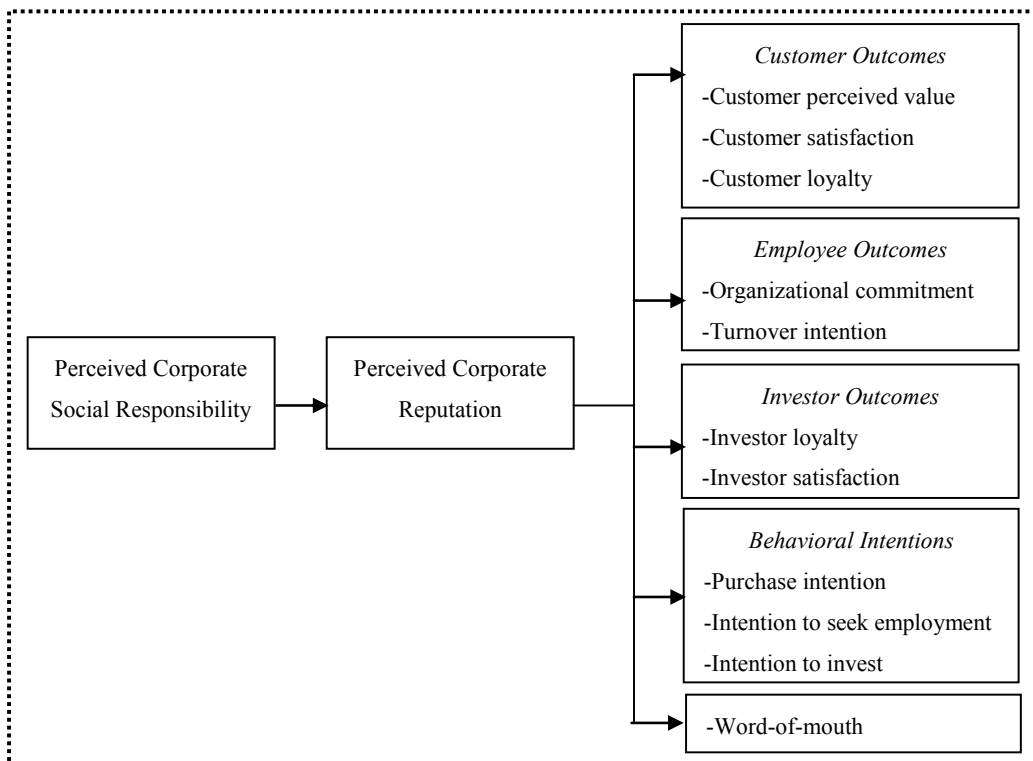 Customer Outcomes
-Customer perceived value
-Customer satisfaction
-Customer loyalty
Employee Outcomes
-Organizational commitment
-Turnover intention
Perceived Corporate
Social Responsibility
Perceived Corporate
Reputation
Investor Outcomes
-Investor loyalty
-Investor satisfaction
Behavioral Intentions
-Purchase intention
-Intention to seek employment
-Intention to invest
-Word-of-mouth